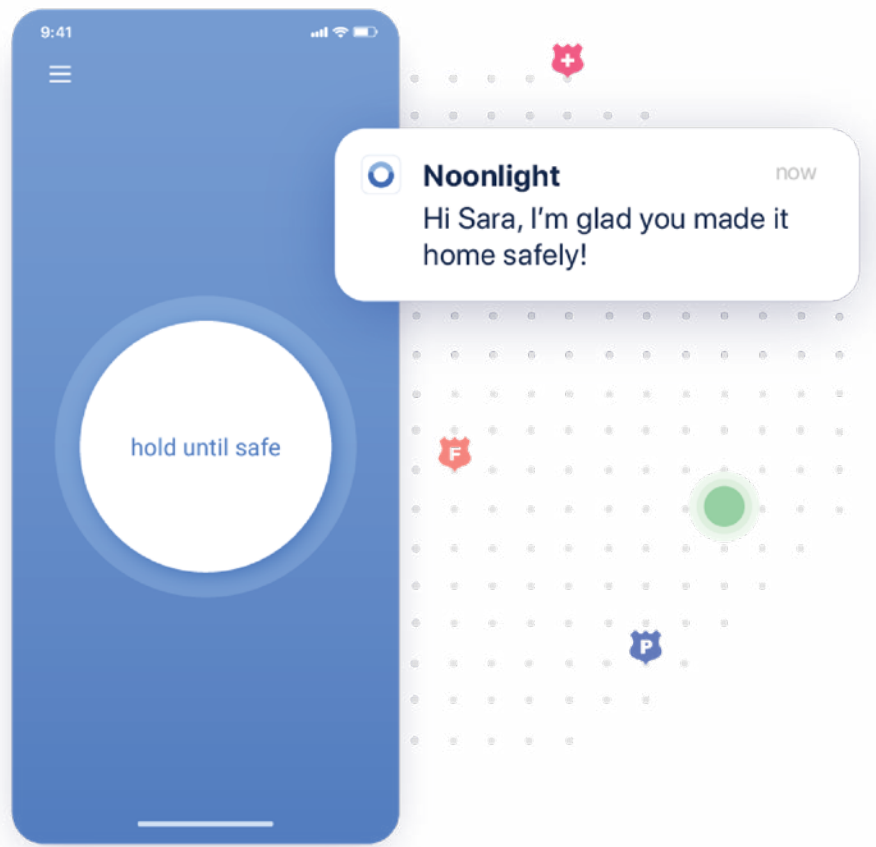 9:41
Noonlight
now
Hi Sara, I'm glad you made it
home safely!
hold until safe
F
P